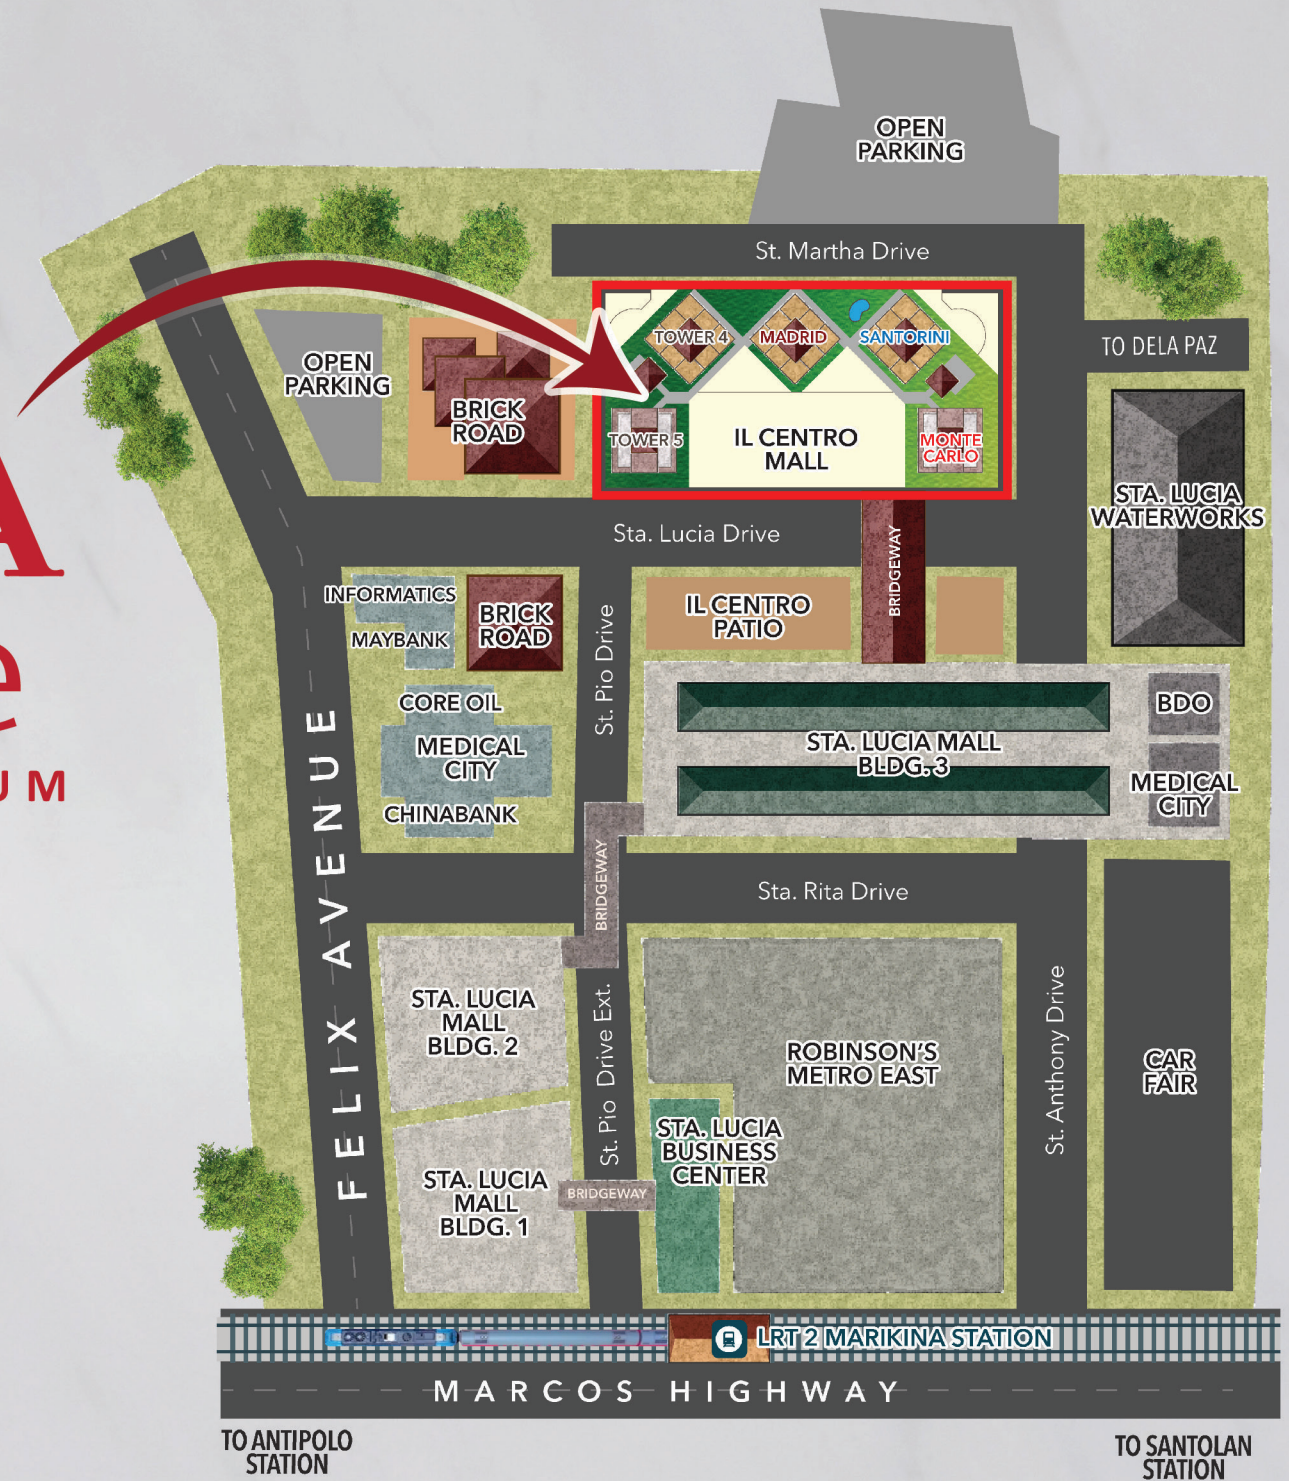 OPEN
PARKING
St. Martha Drive
TO DELA PAZ
OPEN
PARKING
BRICK
ROAD
TOWER 4
MADRID
SANTORINI
TOWER 5
IL CENTRO
MALL
MONTE
CARLO
STA. LUCIA
WATERWORKS
Sta. Lucia Drive
BRIDGEWAY
INFORMATICS
MAYBANK
BRICK
ROAD
St. Pio Drive
IL CENTRO
PATIO
CORE OIL
MEDICAL
CITY
CHINABANK
STA. LUCIA MALL
BLDG. 3
BDO
MEDICAL
CITY
A
e
UM
FELIX AVENUE
BRIDGEWAY
Sta. Rita Drive
STA. LUCIA
MALL
BLDG. 2
St. Pio Drive Ext.
ROBINSON'S
METRO EAST
St. Anthony Drive
CAR
FAIR
STA. LUCIA
MALL
BLDG. 1
BRIDGEWAY
STA. LUCIA
BUSINESS
CENTER
LRT 2 MARIKINA STATION
MARCOS HIGHWAY
TO ANTIPOLO
STATION
TO SANTOLAN
STATION